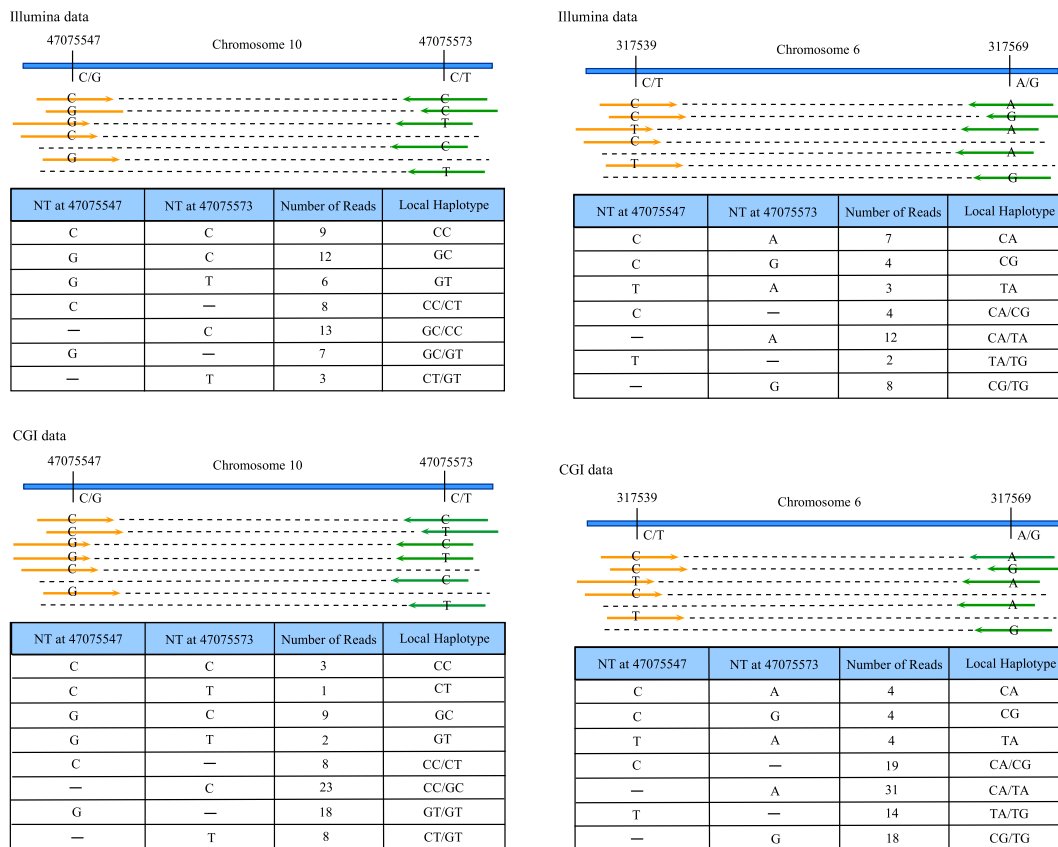 Illumina data
47075547 Chromosome 10 47075573
C/G C/T
C C
G C
G T
C
C
G
T
NT at 47075547 NT at 47075573 Number of Reads Local Haplotype
C C 9 CC
G C 12 GC
G T 6 GT
C — 8 CC/CT
— C 13 GC/CC
G — 7 GC/GT
— T 3 CT/GT
Illumina data
317539 Chromosome 6 317569
C/T A/G
C A
C G
T A
C
A
T
G
NT at 47075547 NT at 47075573 Number of Reads Local Haplotype
C A 7 CA
C G 4 CG
T A 3 TA
C — 4 CA/CG
— A 12 CA/TA
T — 2 TA/TG
— G 8 CG/TG
CGI data
47075547 Chromosome 10 47075573
C/G C/T
C C
C T
G C
G T
C
C
G
T
NT at 47075547 NT at 47075573 Number of Reads Local Haplotype
C C 3 CC
C T 1 CT
G C 9 GC
G T 2 GT
C — 8 CC/CT
— C 23 CC/GC
G — 18 GT/GT
— T 8 CT/GT
CGI data
317539 Chromosome 6 317569
C/T A/G
C A
C G
T A
C
A
T
G
NT at 47075547 NT at 47075573 Number of Reads Local Haplotype
C A 4 CA
C G 4 CG
T A 4 TA
C — 19 CA/CG
— A 31 CA/TA
T — 14 TA/TG
— G 18 CG/TG